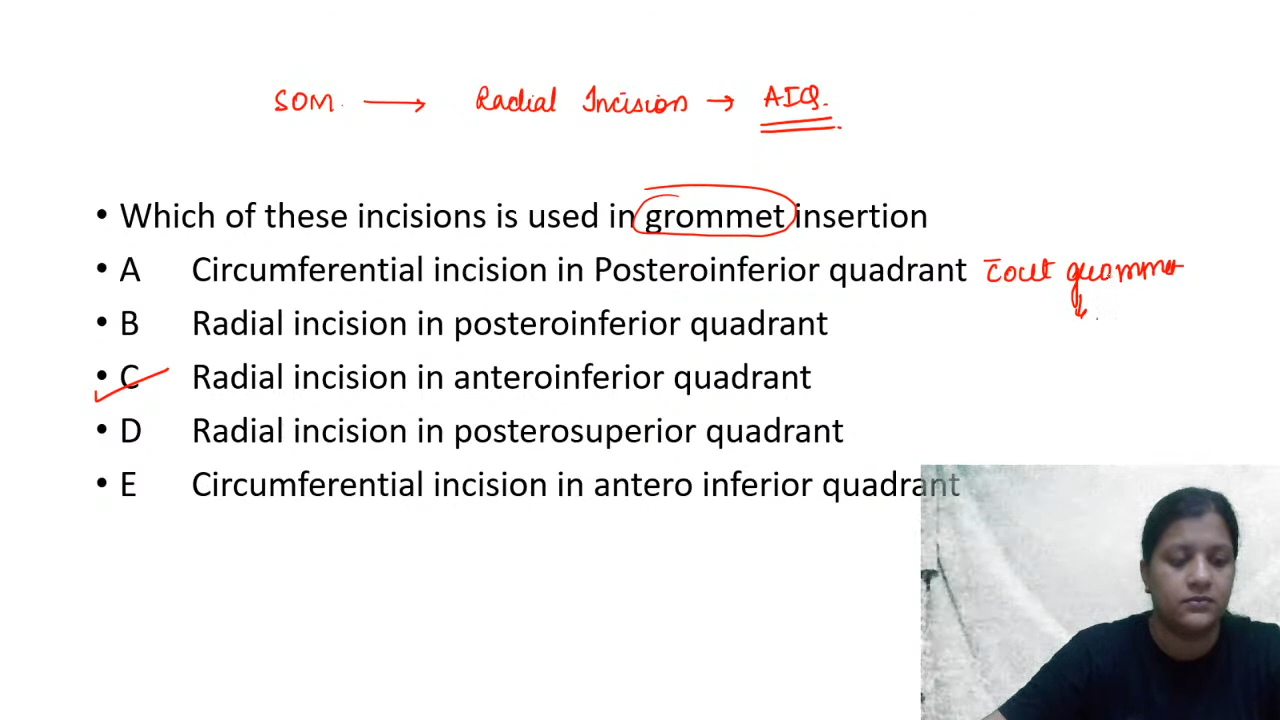 SOM. → Radial Incision → AIQ.
• Which of these incisions is used in grommet insertion
• A Circumferential incision in Posteroinferior quadrant c̄out grommet
• B Radial incision in posteroinferior quadrant
• C Radial incision in anteroinferior quadrant
• D Radial incision in posterosuperior quadrant
• E Circumferential incision in antero inferior quadrant